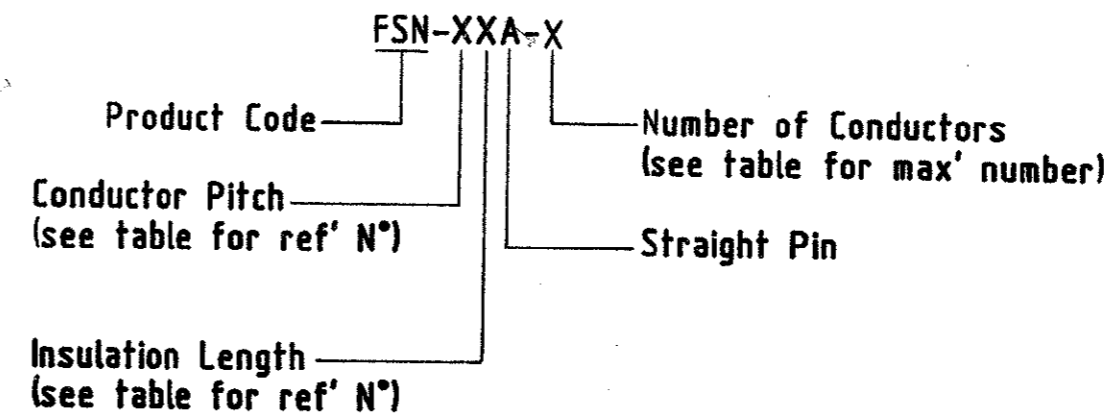 FSN-XXA-X
Product Code
Number of Conductors
(see table for max' number)
Conductor Pitch
(see table for ref' N°)
Straight Pin
Insulation Length
(see table for ref' N°)